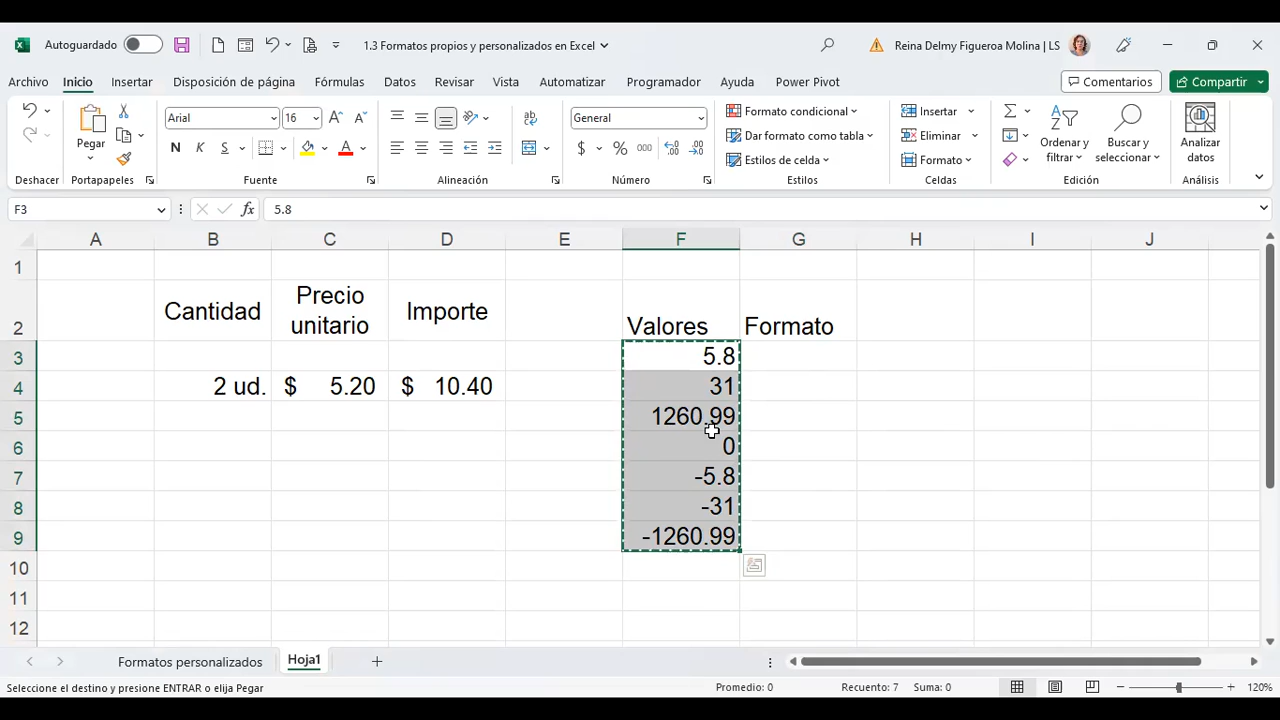 Autoguardado
1.3 Formatos propios y personalizados en Excel
Reina Delmy Figueroa Molina | LS
Archivo Inicio Insertar Disposición de página Fórmulas Datos Revisar Vista Automatizar Programador Ayuda Power Pivot
Comentarios
Compartir
Pegar
Arial
16
N K S
General
$ % 000
Formato condicional
Dar formato como tabla
Estilos de celda
Insertar
Eliminar
Formato
Ordenar y
filtrar
Buscar y
seleccionar
Analizar
datos
Deshacer Portapapeles Fuente Alineación Número Estilos Celdas Edición Análisis
F3
fx
5.8
A B C D E F G H I J
1
2 Cantidad Precio unitario Importe Valores Formato
3 5.8
4 2 ud. $ 5.20 $ 10.40 31
5 1260.99
6 0
7 -5.8
8 -31
9 -1260.99
10
11
12
Formatos personalizados Hoja1
Seleccione el destino y presione ENTRAR o elija Pegar
Promedio: 0 Recuento: 7 Suma: 0
120%